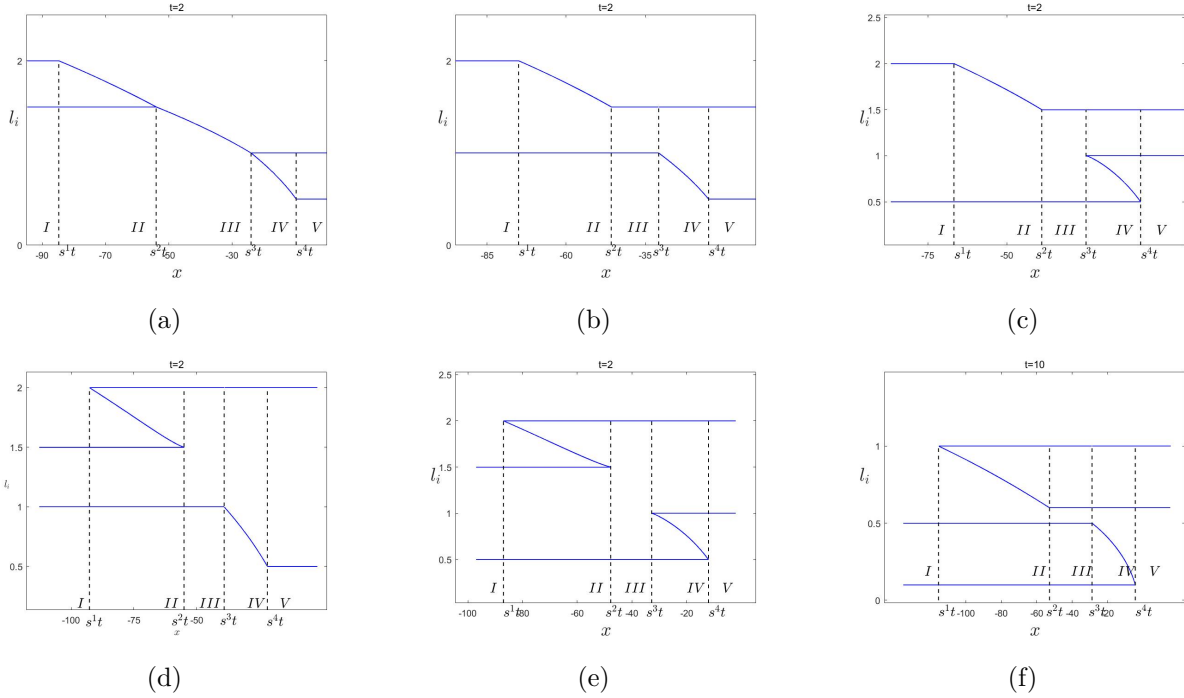 t=2
2
l_i
0
I
II
III
IV
V
-90
s^1t
s^2t
-50
-30
s^3t
s^4t
x
(a)
t=2
2
l_i
0
I
II
III
IV
V
-85
s^1t
-60
s^2t
-35
s^3t
s^4t
x
(b)
t=2
2.5
2
1.5
l_i
1
0.5
I
II
III
IV
V
-75
s^1t
-50
s^2t
s^3t
s^4t
x
(c)
t=2
2
1.5
l_i
1
0.5
I
II
III
IV
V
-100
s^1t
-75
s^2t
-50
s^3t
s^4t
x
(d)
t=2
2.5
2
1.5
l_i
1
0.5
I
II
III
IV
V
-100
s^1t
-80
-60
s^2t
-40
s^3t
-20
s^4t
x
(e)
t=10
1
l_i
0.5
0
I
II
III
IV
V
s^1t
-100
-80
-60
s^2t
-40
s^3t
-20
s^4t
x
(f)